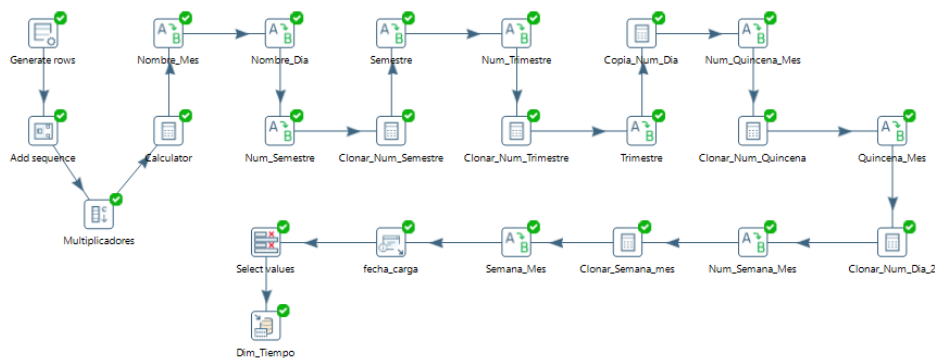 Generate rows
Nombre_Mes
Nombre_Dia
Semestre
Num_Trimestre
Copia_Num_Dia
Num_Quincena_Mes
Add sequence
Calculator
Num_Semestre
Clonar_Num_Semestre
Clonar_Num_Trimestre
Trimestre
Clonar_Num_Quincena
Quincena_Mes
Multiplicadores
Select values
fecha_carga
Semana_Mes
Clonar_Semana_mes
Num_Semana_Mes
Clonar_Num_Dia_2
Dim_Tiempo